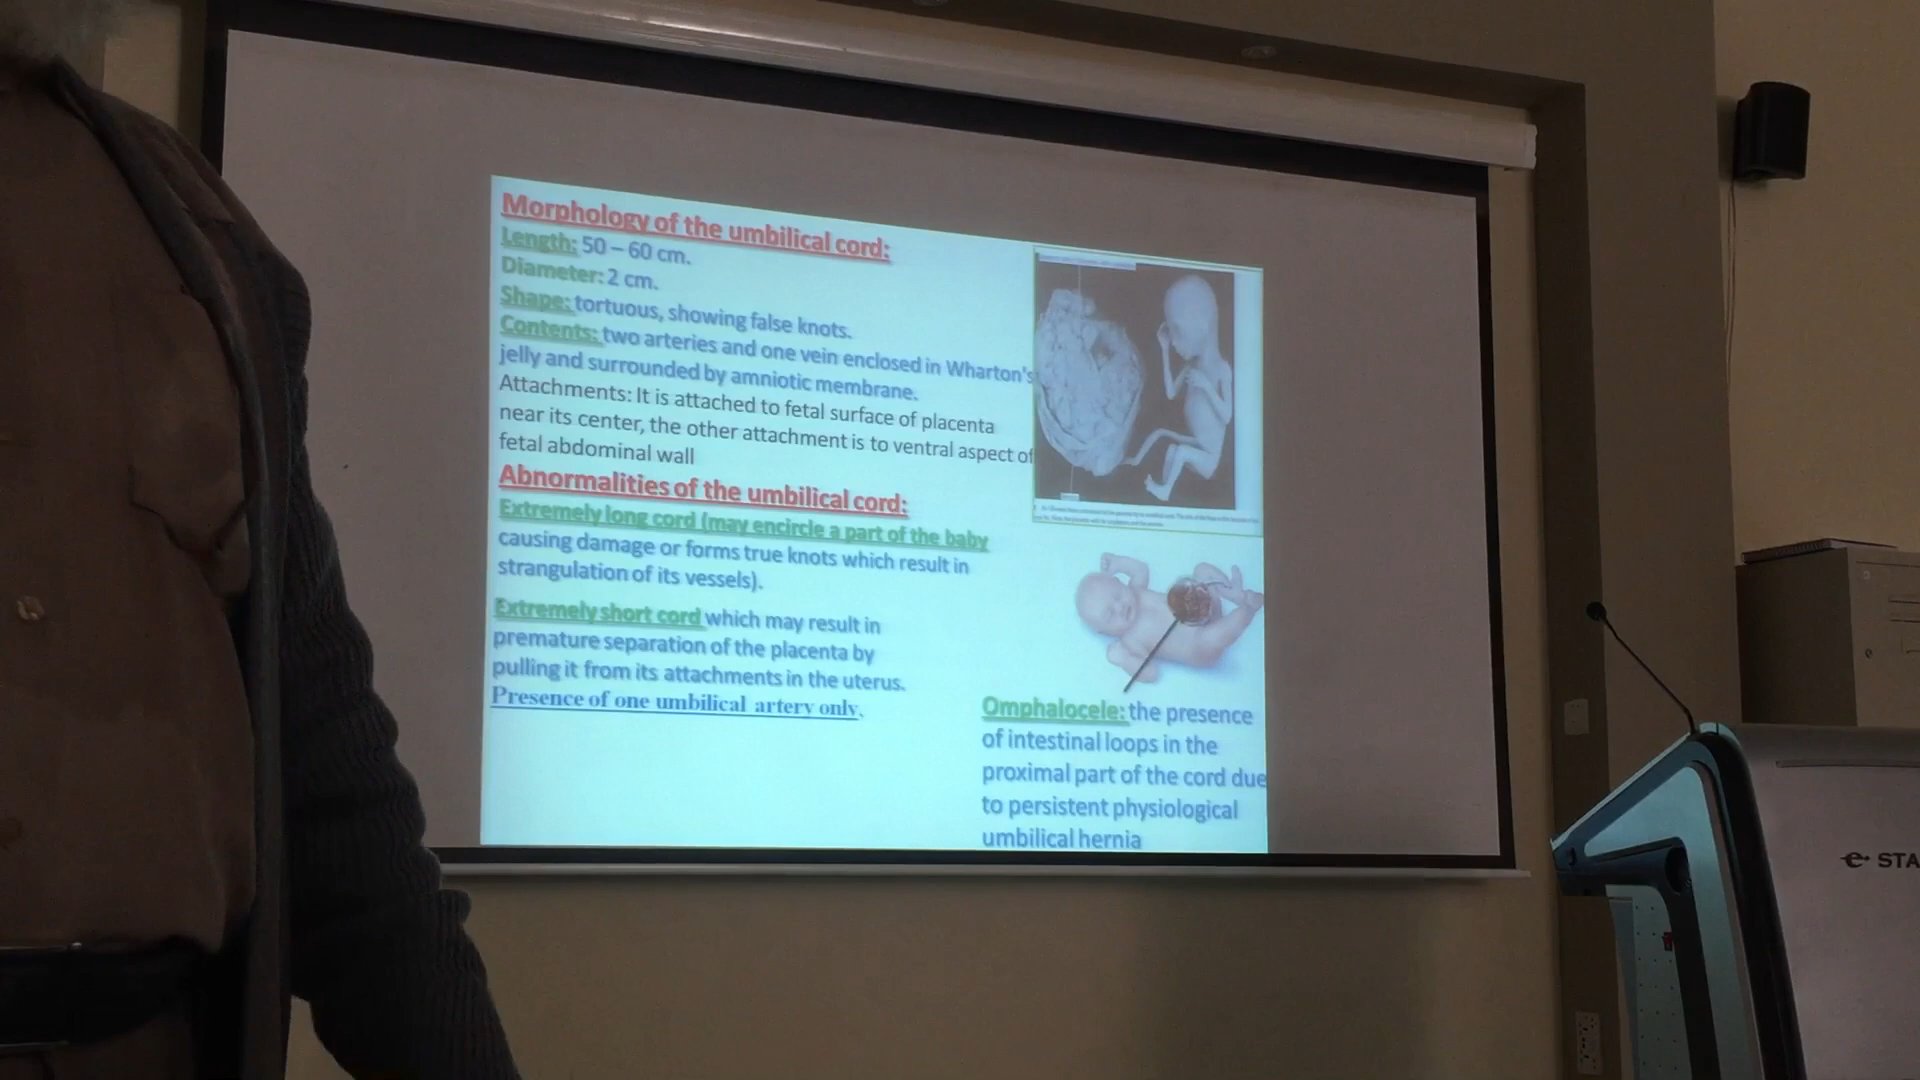 Morphology of the umbilical cord:
Length: 50 – 60 cm.
Diameter: 2 cm.
Shape: tortuous, showing false knots.
Contents: two arteries and one vein enclosed in Wharton's
jelly and surrounded by amniotic membrane.
Attachments: It is attached to fetal surface of placenta
near its center, the other attachment is to ventral aspect of
fetal abdominal wall
Abnormalities of the umbilical cord:
Extremely long cord (may encircle a part of the baby
causing damage or forms true knots which result in
strangulation of its vessels).
Extremely short cord which may result in
premature separation of the placenta by
pulling it from its attachments in the uterus.
Presence of one umbilical artery only.
Omphalocele: the presence
of intestinal loops in the
proximal part of the cord due
to persistent physiological
umbilical hernia
e· STA